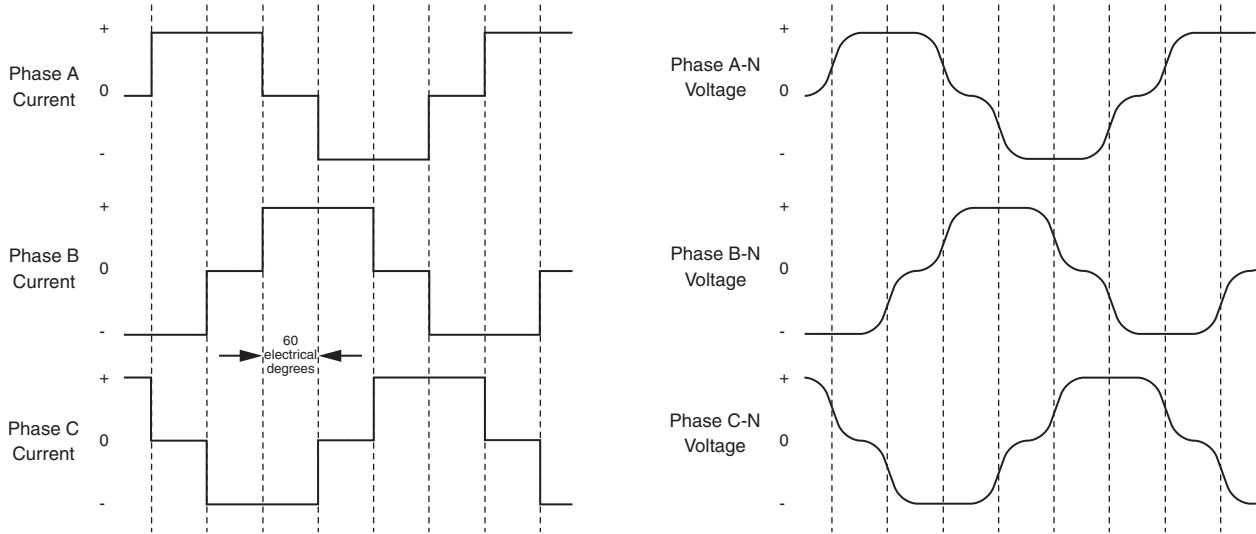 +
Phase A
Current
0
-
+
Phase B
Current
0
-
60
electrical
degrees
+
Phase C
Current
0
-
+
Phase A-N
Voltage
0
-
+
Phase B-N
Voltage
0
-
+
Phase C-N
Voltage
0
-